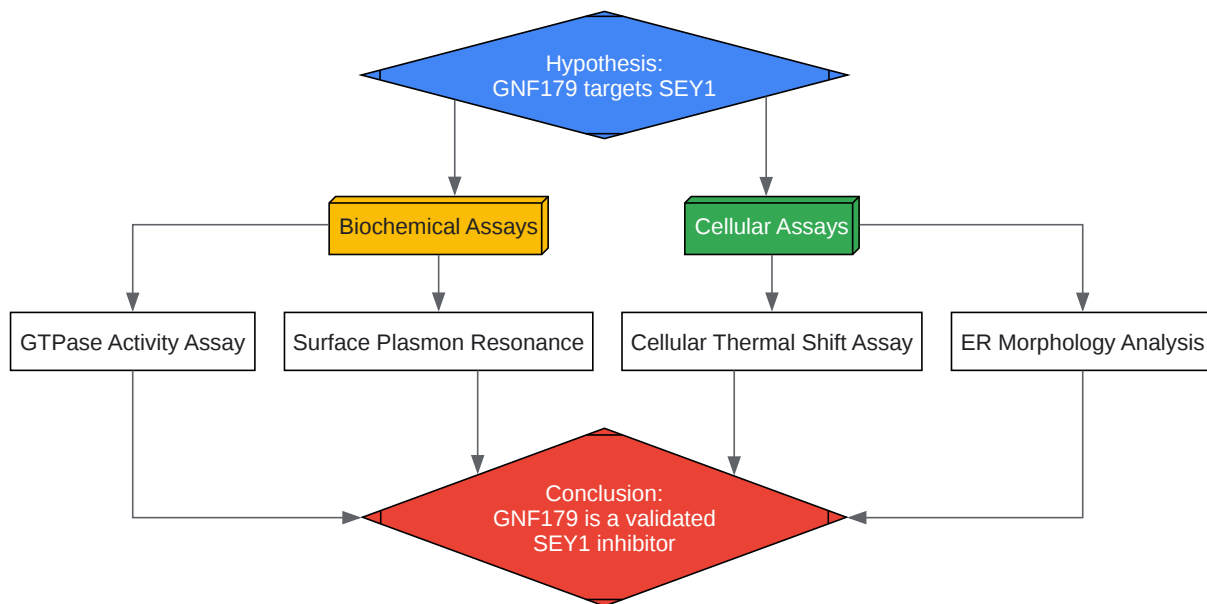 Hypothesis:
GNF179 targets SEY1
Biochemical Assays
Cellular Assays
GTPase Activity Assay
Surface Plasmon Resonance
Cellular Thermal Shift Assay
ER Morphology Analysis
Conclusion:
GNF179 is a validated
SEY1 inhibitor